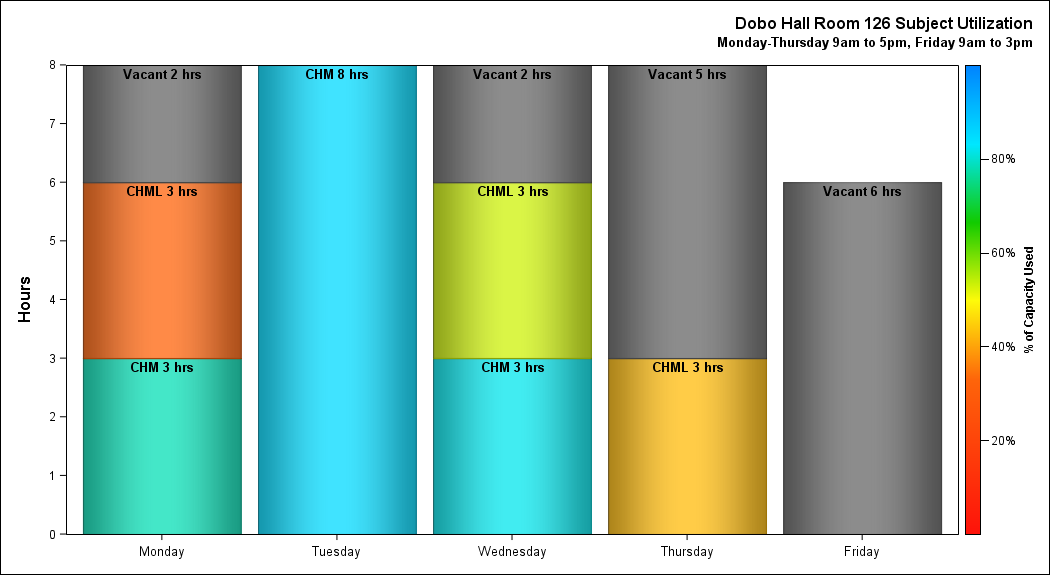 Dobo Hall Room 126 Subject Utilization
Monday-Thursday 9am to 5pm, Friday 9am to 3pm
Hours
8
7
6
5
4
3
2
1
0
Vacant 2 hrs
CHML 3 hrs
CHM 3 hrs
CHM 8 hrs
Vacant 2 hrs
CHML 3 hrs
CHM 3 hrs
Vacant 5 hrs
CHML 3 hrs
Vacant 6 hrs
Monday
Tuesday
Wednesday
Thursday
Friday
80%
60%
40%
20%
% of Capacity Used